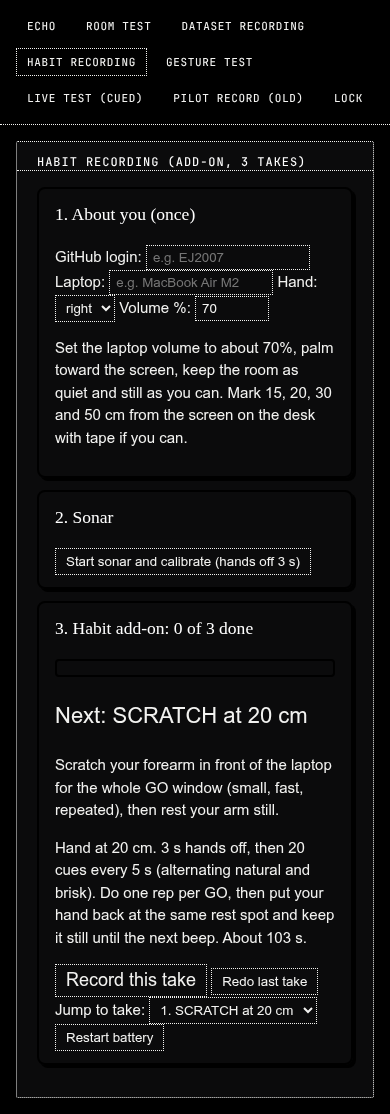 ECHO ROOM TEST DATASET RECORDING
HABIT RECORDING GESTURE TEST
LIVE TEST (CUED) PILOT RECORD (OLD) LOCK
HABIT RECORDING (ADD-ON, 3 TAKES)
1. About you (once)
GitHub login: e.g. EJ2007
Laptop: e.g. MacBook Air M2 Hand:
right Volume %: 70
Set the laptop volume to about 70%, palm
toward the screen, keep the room as
quiet and still as you can. Mark 15, 20, 30
and 50 cm from the screen on the desk
with tape if you can.
2. Sonar
Start sonar and calibrate (hands off 3 s)
3. Habit add-on: 0 of 3 done
Next: SCRATCH at 20 cm
Scratch your forearm in front of the laptop
for the whole GO window (small, fast,
repeated), then rest your arm still.
Hand at 20 cm. 3 s hands off, then 20
cues every 5 s (alternating natural and
brisk). Do one rep per GO, then put your
hand back at the same rest spot and keep
it still until the next beep. About 103 s.
Record this take Redo last take
Jump to take: 1. SCRATCH at 20 cm
Restart battery